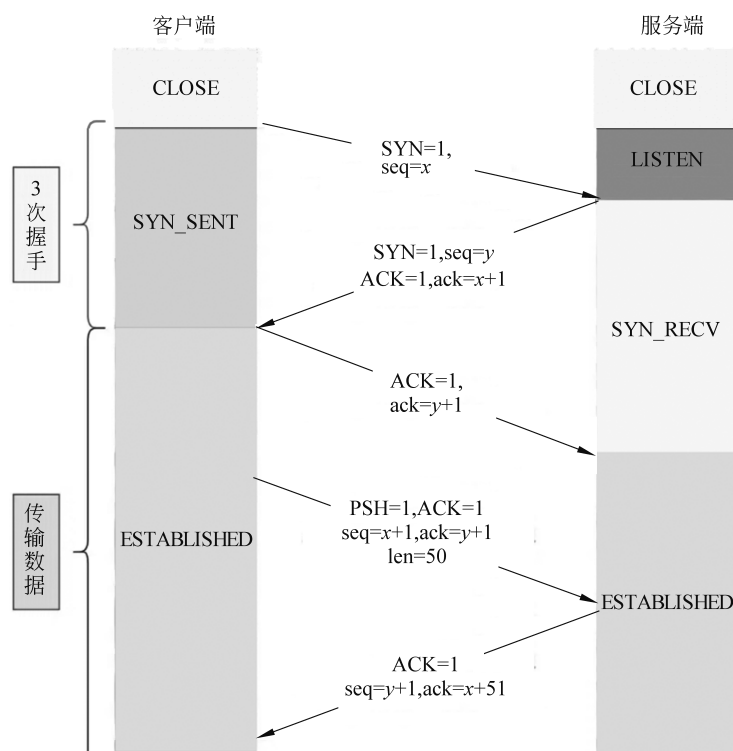 客户端
服务端
CLOSE
CLOSE
SYN=1,
seq=x
LISTEN
3次握手
SYN_SENT
SYN=1,seq=y
ACK=1,ack=x+1
SYN_RECV
ACK=1,
ack=y+1
传输数据
ESTABLISHED
PSH=1,ACK=1
seq=x+1,ack=y+1
len=50
ESTABLISHED
ACK=1
seq=y+1,ack=x+51